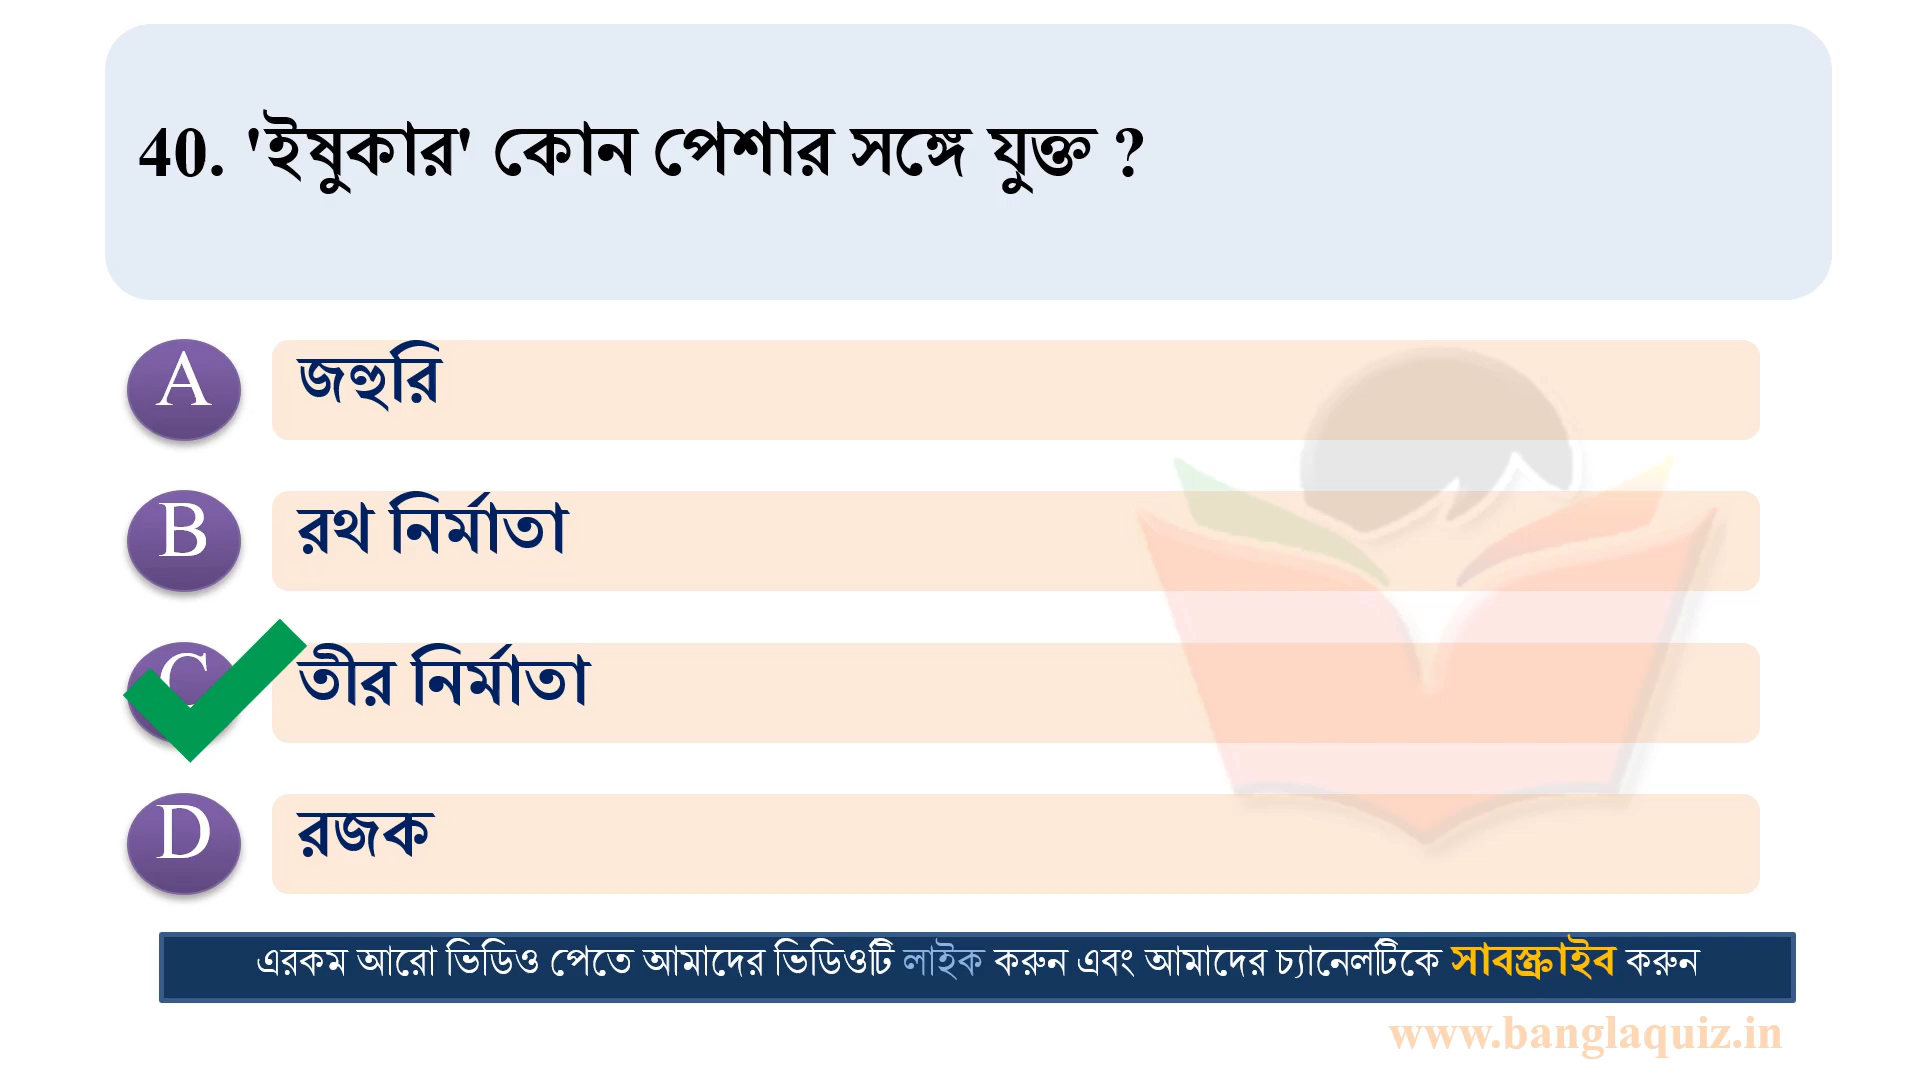 40. 'ইষুকার' কোন পেশার সঙ্গে যুক্ত ?
A
জহুরি
B
রথ নির্মাতা
C
তীর নির্মাতা
D
রজক
এরকম আরো ভিডিও পেতে আমাদের ভিডিওটি লাইক করুন এবং আমাদের চ্যানেলটিকে সাবস্ক্রাইব করুন
www.banglaquiz.in